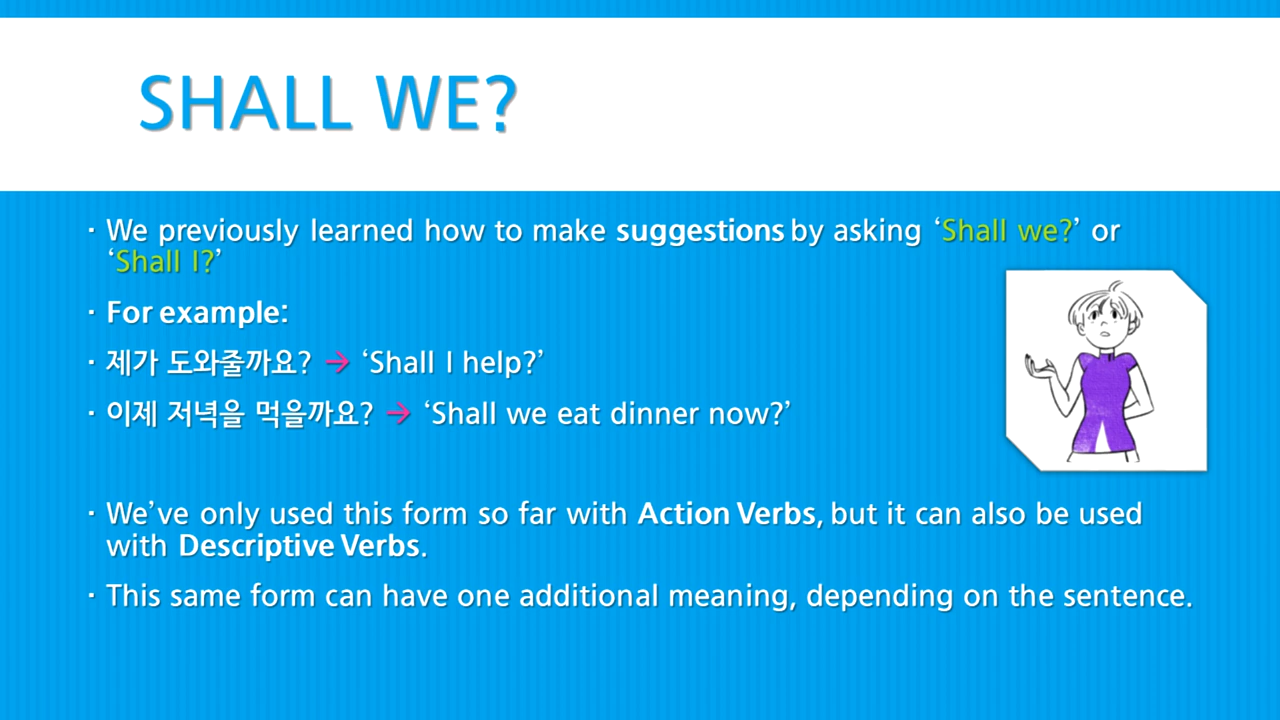 SHALL WE?
· We previously learned how to make suggestions by asking ‘Shall we?’ or
‘Shall I?’
· For example:
· 제가 도와줄까요? → ‘Shall I help?’
· 이제 저녁을 먹을까요? → ‘Shall we eat dinner now?’
· We’ve only used this form so far with Action Verbs, but it can also be used
with Descriptive Verbs.
· This same form can have one additional meaning, depending on the sentence.